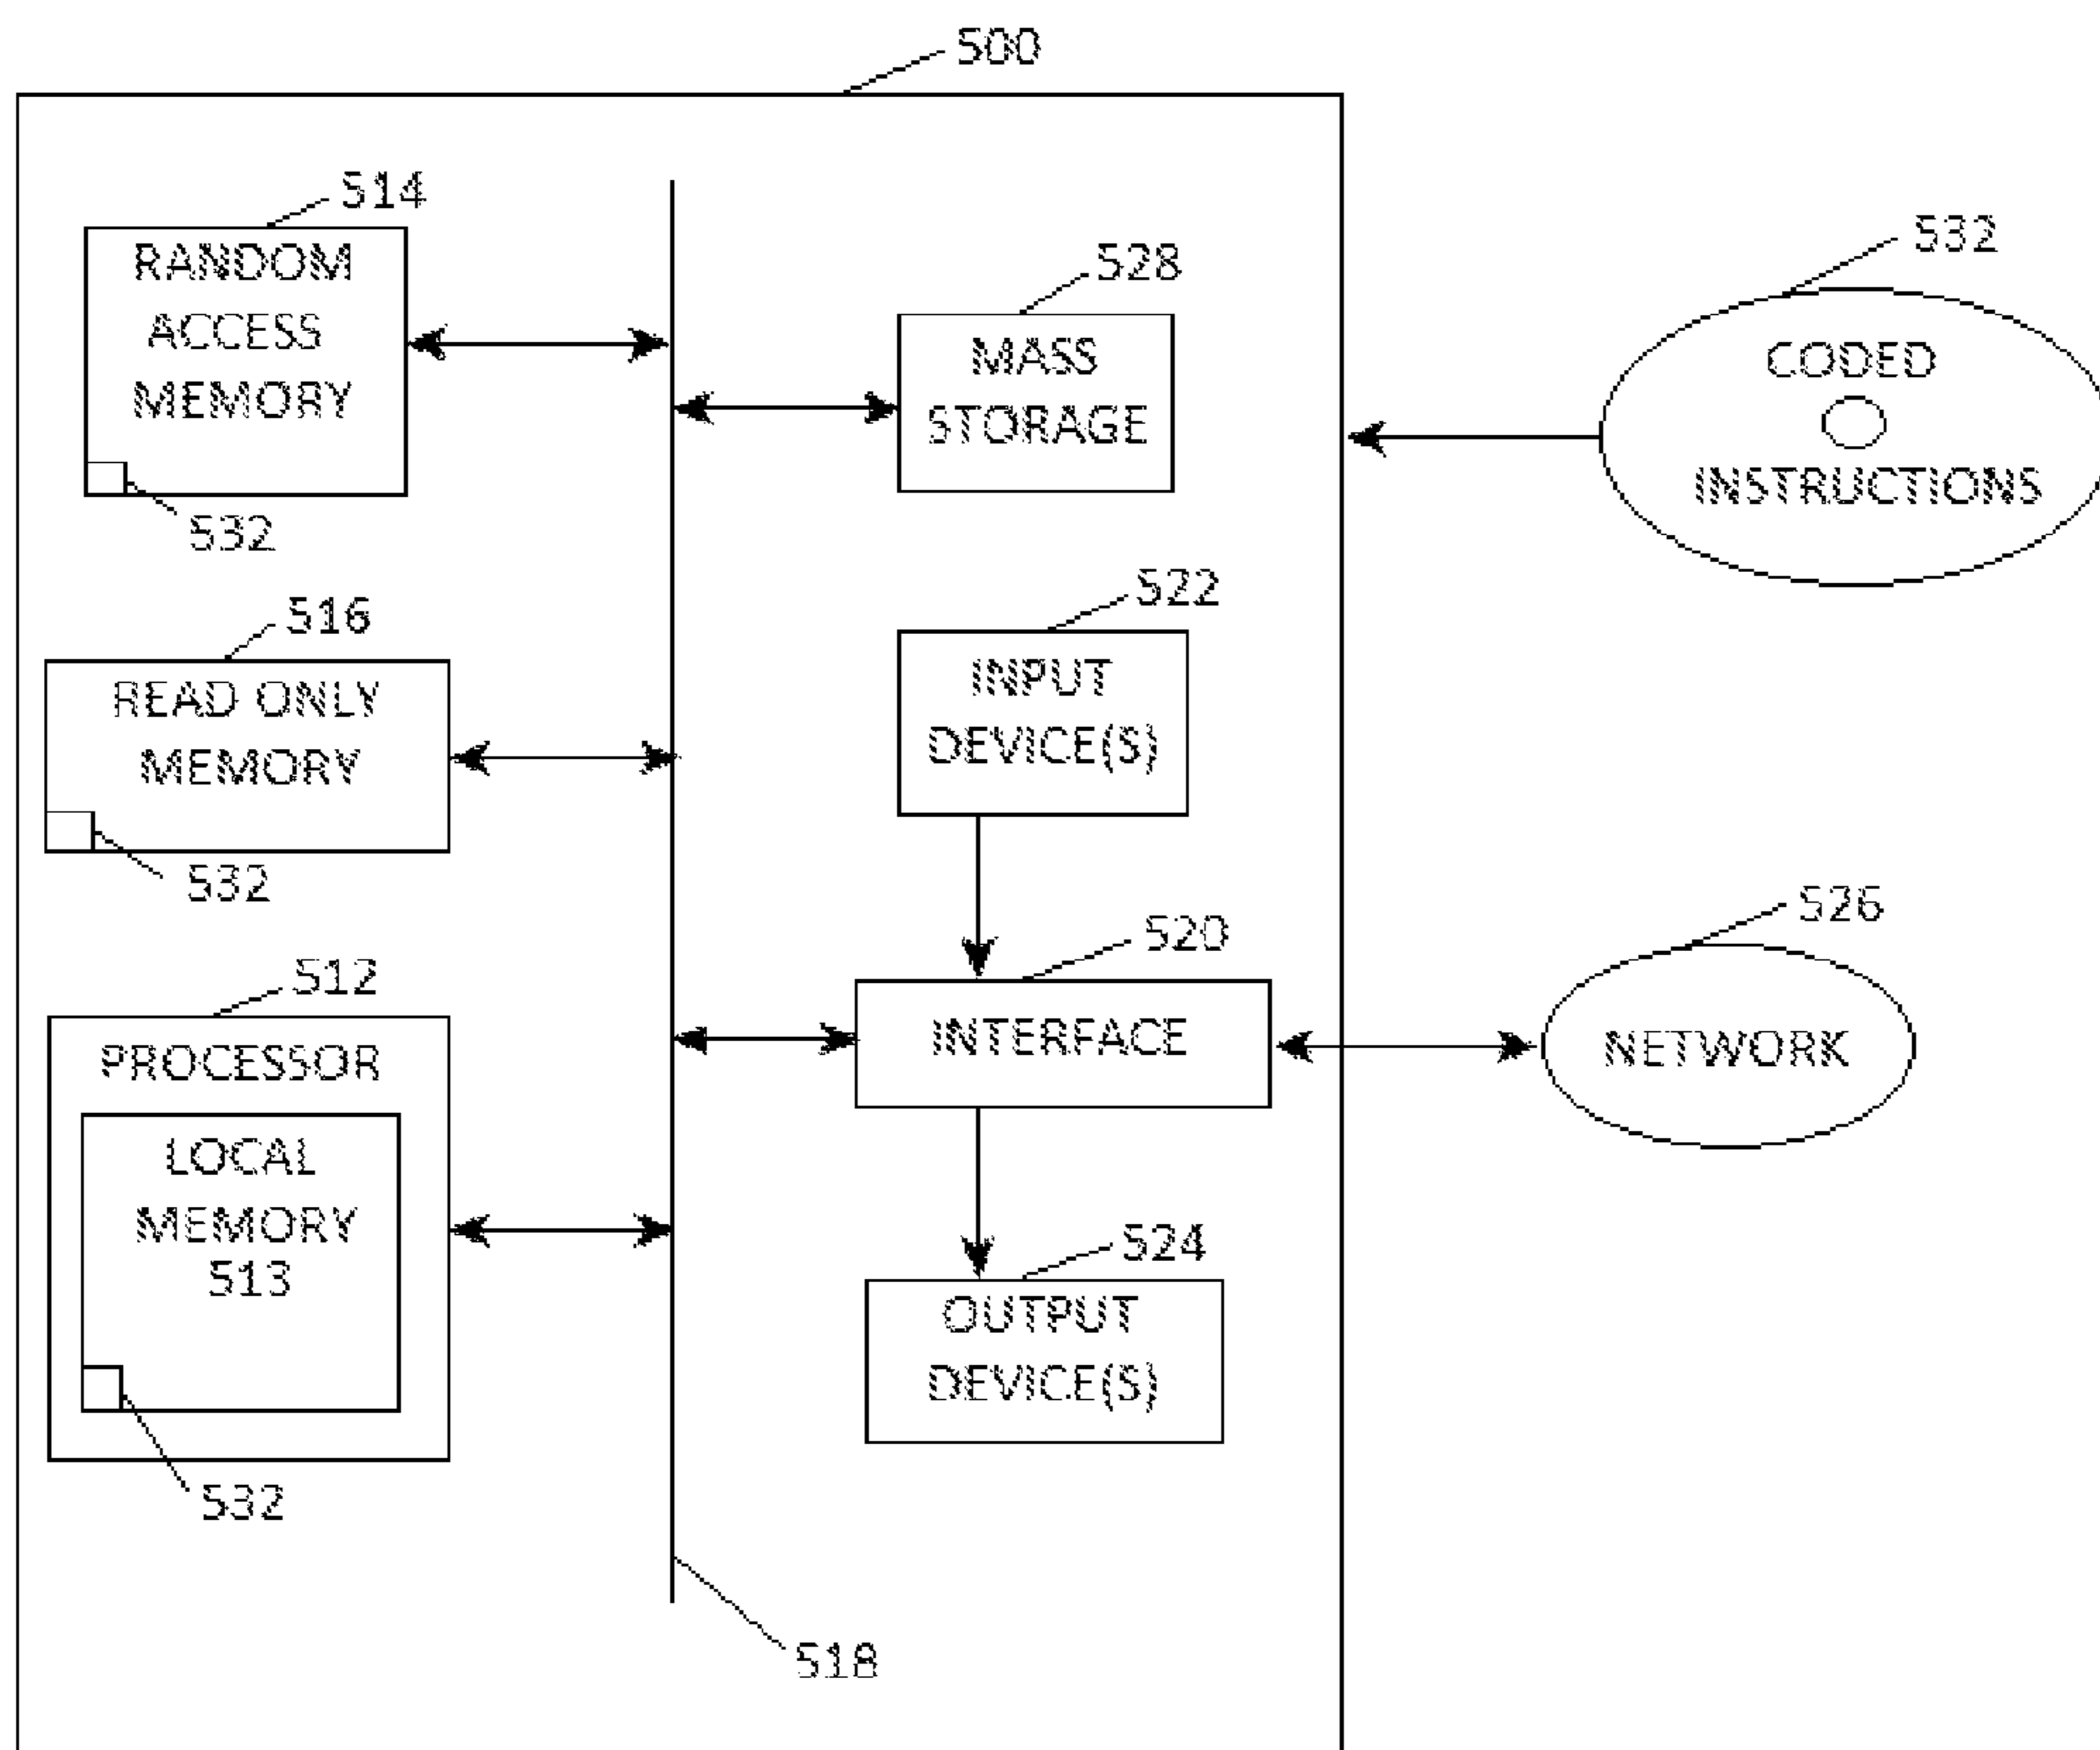 500
514
RANDOM
ACCESS
MEMORY
532
528
MASS
STORAGE
532
CODED
INSTRUCTIONS
516
READ ONLY
MEMORY
532
522
INPUT
DEVICE(S)
520
INTERFACE
526
NETWORK
512
PROCESSOR
LOCAL
MEMORY
513
532
524
OUTPUT
DEVICE(S)
518